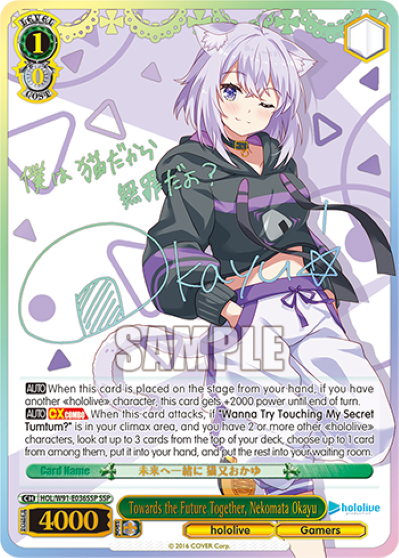 LEVEL
1
0
COST
僕は猫だから
無罪だよ?
Okayu
SAMPLE
AUTO When this card is placed on the stage from your hand, if you have
another «hololive» character, this card gets +2000 power until end of turn.
AUTO CX COMBO When this card attacks, if "Wanna Try Touching My Secret
Tumtum?" is in your climax area, and you have 2 or more other «hololive»
characters, look at up to 3 cards from the top of your deck, choose up to 1 card
from among them, put it into your hand, and put the rest into your waiting room.
Card Name 未来へ一緒に 猫又おかゆ
CH HOL/W91-E036SSP SSP
Towards the Future Together, Nekomata Okayu
hololive
POWER
4000
hololive
Gamers
© 2016 COVER Corp.